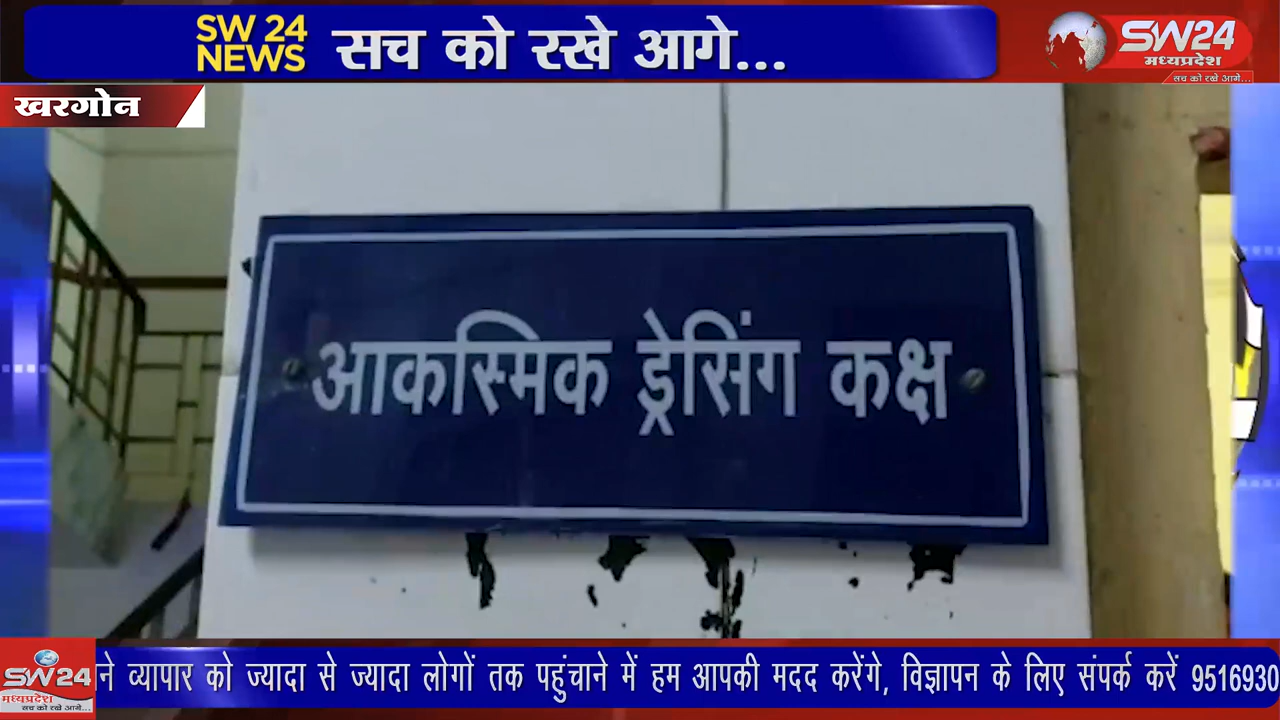 SW 24
NEWS
सच को रखे आगे...
SW24
मध्यप्रदेश
सच को रखे आगे...
खरगोन
आकस्मिक ड्रेसिंग कक्ष
SW24
मध्यप्रदेश
सच को रखे आगे...
ने व्यापार को ज्यादा से ज्यादा लोगों तक पहुंचाने में हम आपकी मदद करेंगे, विज्ञापन के लिए संपर्क करें 9516930